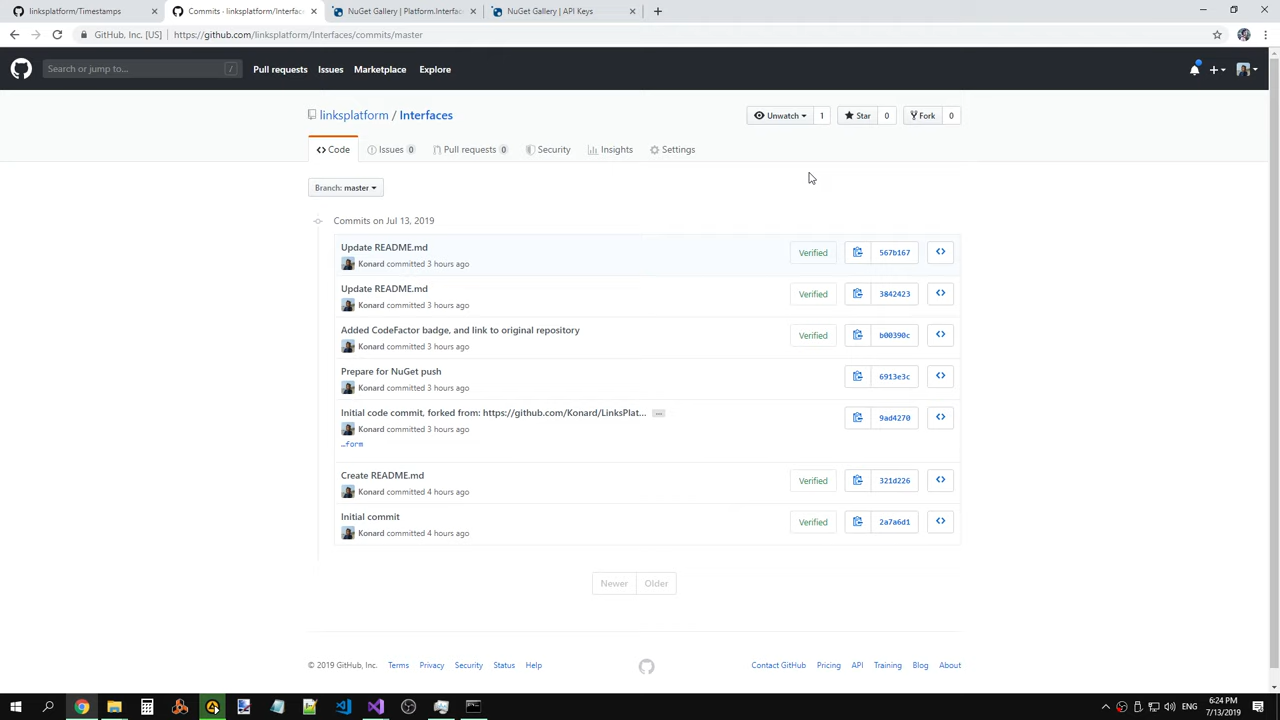 linksplatform/Timestamps
Commits · linksplatform/Interfac
NuGet Gallery | Platform.Interfac
NuGet Gallery | API Keys
GitHub, Inc. [US]
https://github.com/linksplatform/Interfaces/commits/master
Search or jump to...
/
Pull requests
Issues
Marketplace
Explore
linksplatform / Interfaces
Unwatch 1
Star 0
Fork 0
Code
Issues 0
Pull requests 0
Security
Insights
Settings
Branch: master
Commits on Jul 13, 2019
Update README.md
Konard committed 3 hours ago
Verified
567b167
Update README.md
Konard committed 3 hours ago
Verified
3842423
Added CodeFactor badge, and link to original repository
Konard committed 3 hours ago
Verified
b00390c
Prepare for NuGet push
Konard committed 3 hours ago
6913e3c
Initial code commit, forked from: https://github.com/Konard/LinksPlat...
Konard committed 3 hours ago
…form
9ad4270
Create README.md
Konard committed 4 hours ago
Verified
321d226
Initial commit
Konard committed 4 hours ago
Verified
2a7a6d1
Newer
Older
© 2019 GitHub, Inc.
Terms
Privacy
Security
Status
Help
Contact GitHub
Pricing
API
Training
Blog
About
6:24 PM
7/13/2019